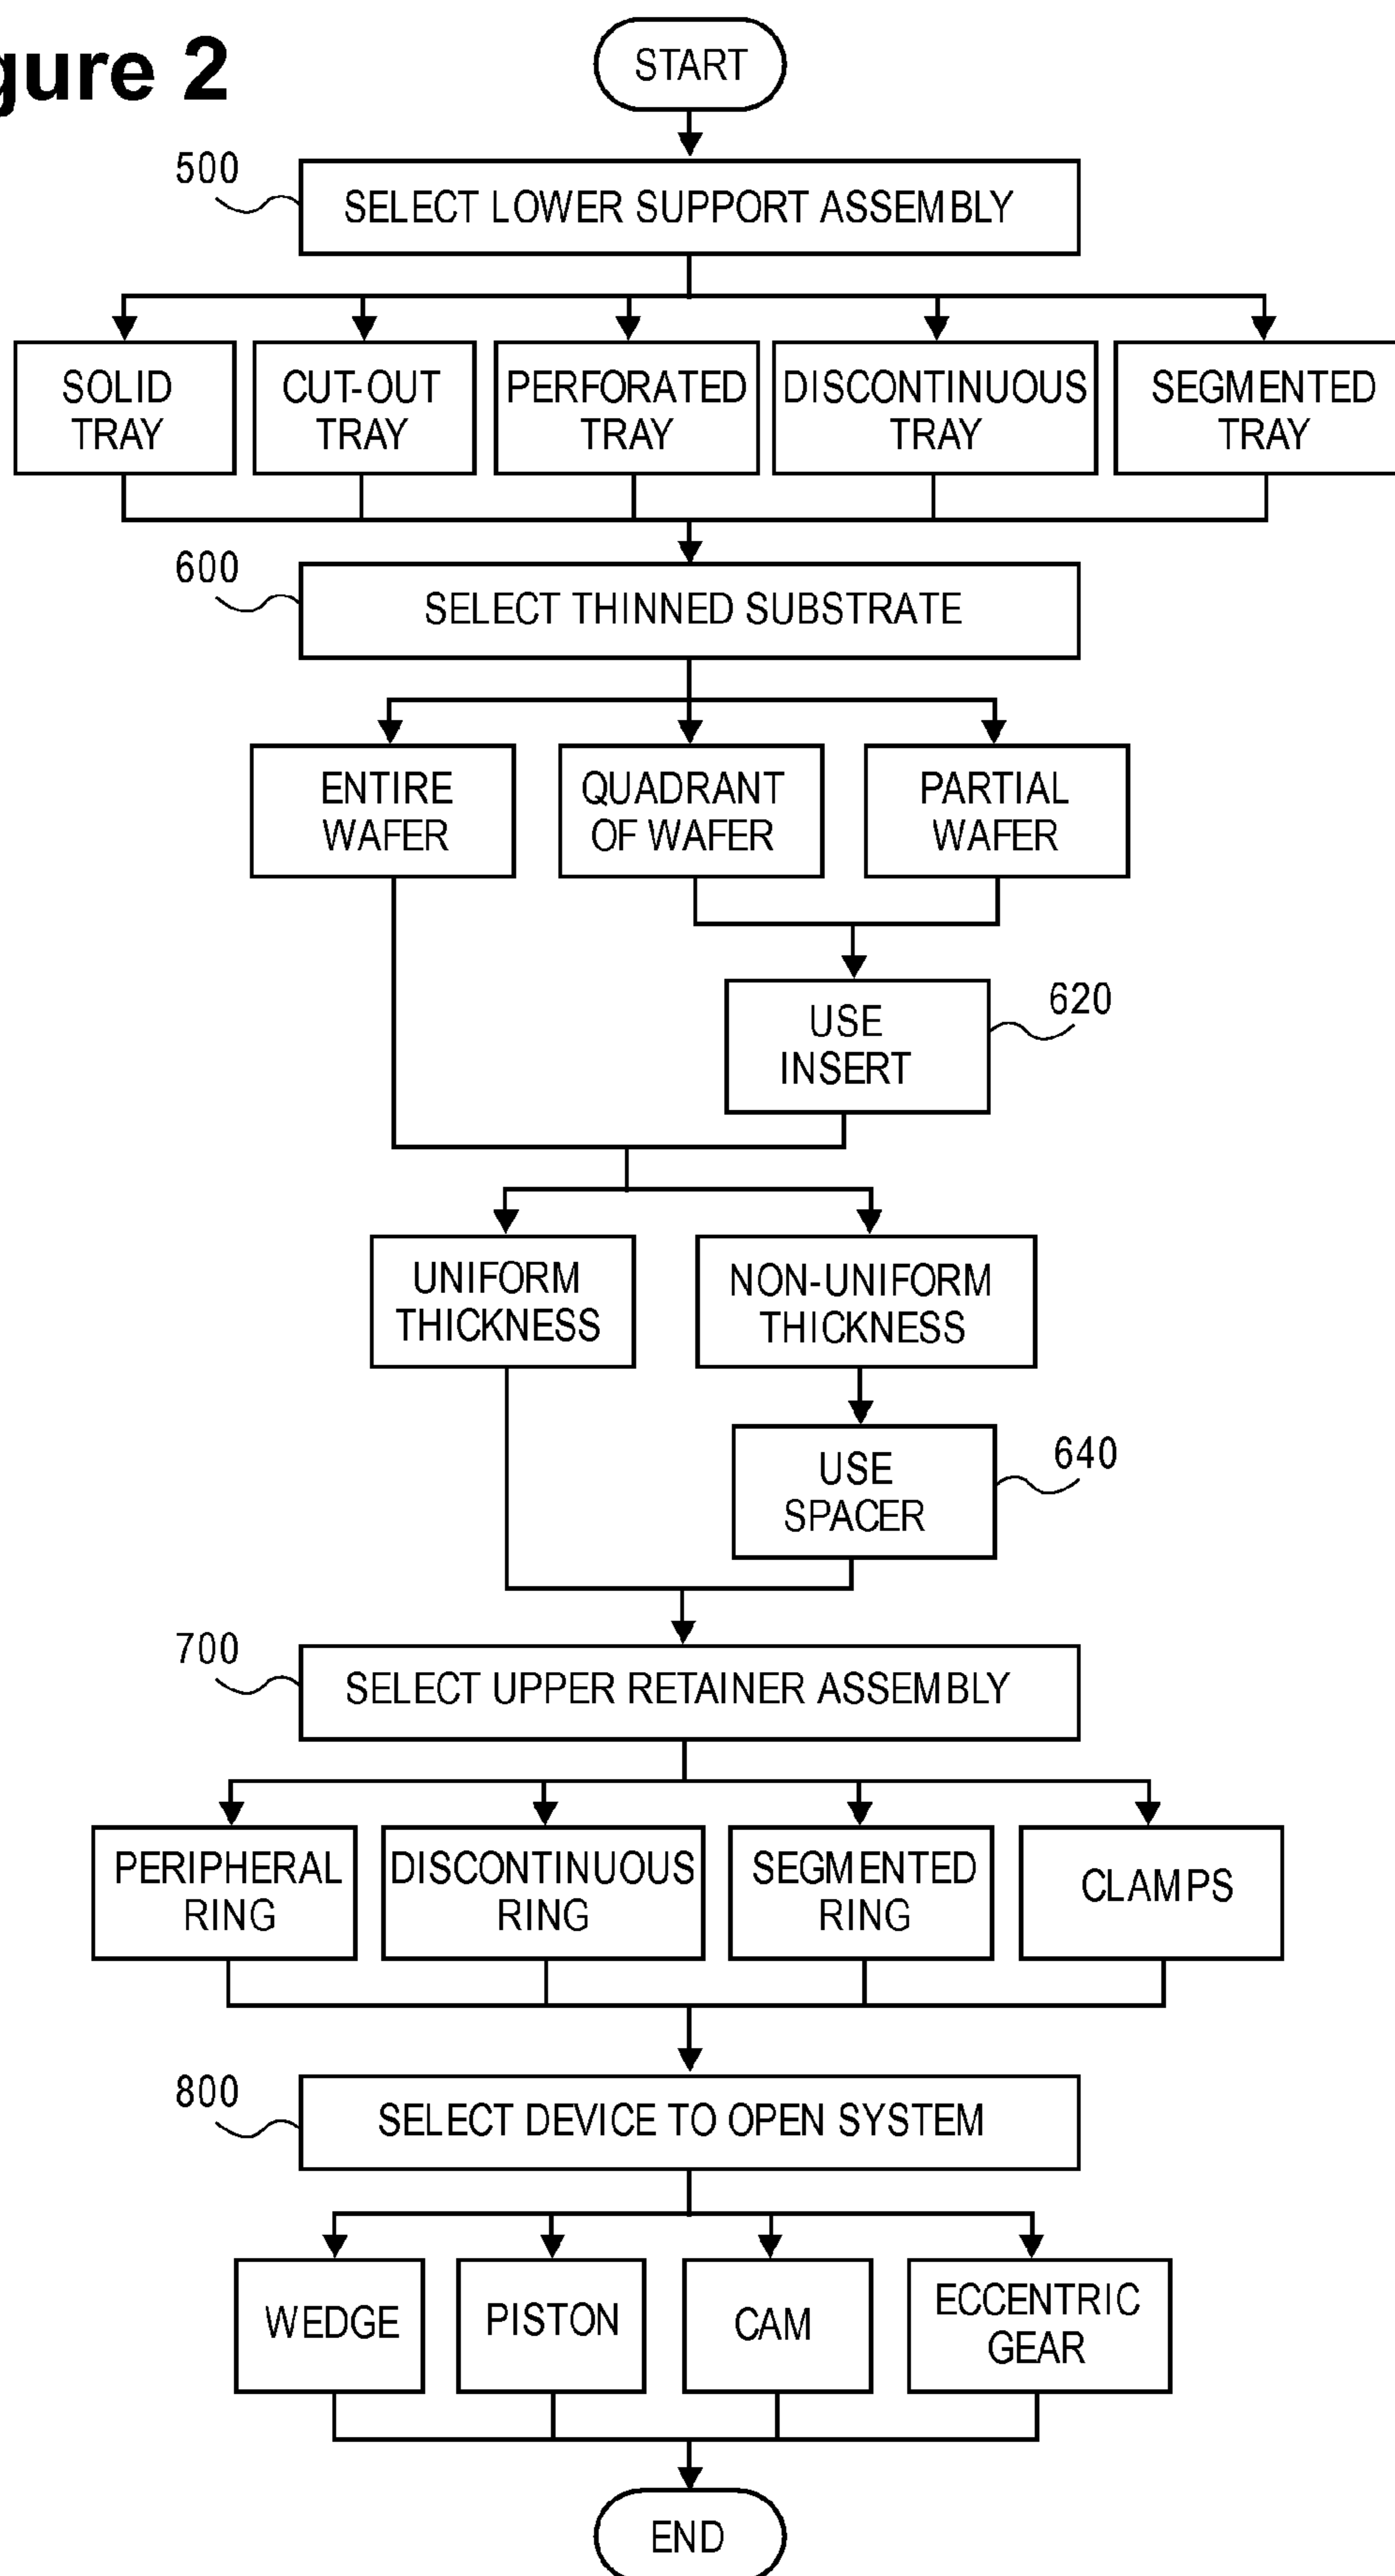 gure 2
START
500
SELECT LOWER SUPPORT ASSEMBLY
SOLID
TRAY
CUT-OUT
TRAY
PERFORATED
TRAY
DISCONTINUOUS
TRAY
SEGMENTED
TRAY
600
SELECT THINNED SUBSTRATE
ENTIRE
WAFER
QUADRANT
OF WAFER
PARTIAL
WAFER
USE
INSERT
620
UNIFORM
THICKNESS
NON-UNIFORM
THICKNESS
USE
SPACER
640
700
SELECT UPPER RETAINER ASSEMBLY
PERIPHERAL
RING
DISCONTINUOUS
RING
SEGMENTED
RING
CLAMPS
800
SELECT DEVICE TO OPEN SYSTEM
WEDGE
PISTON
CAM
ECCENTRIC
GEAR
END